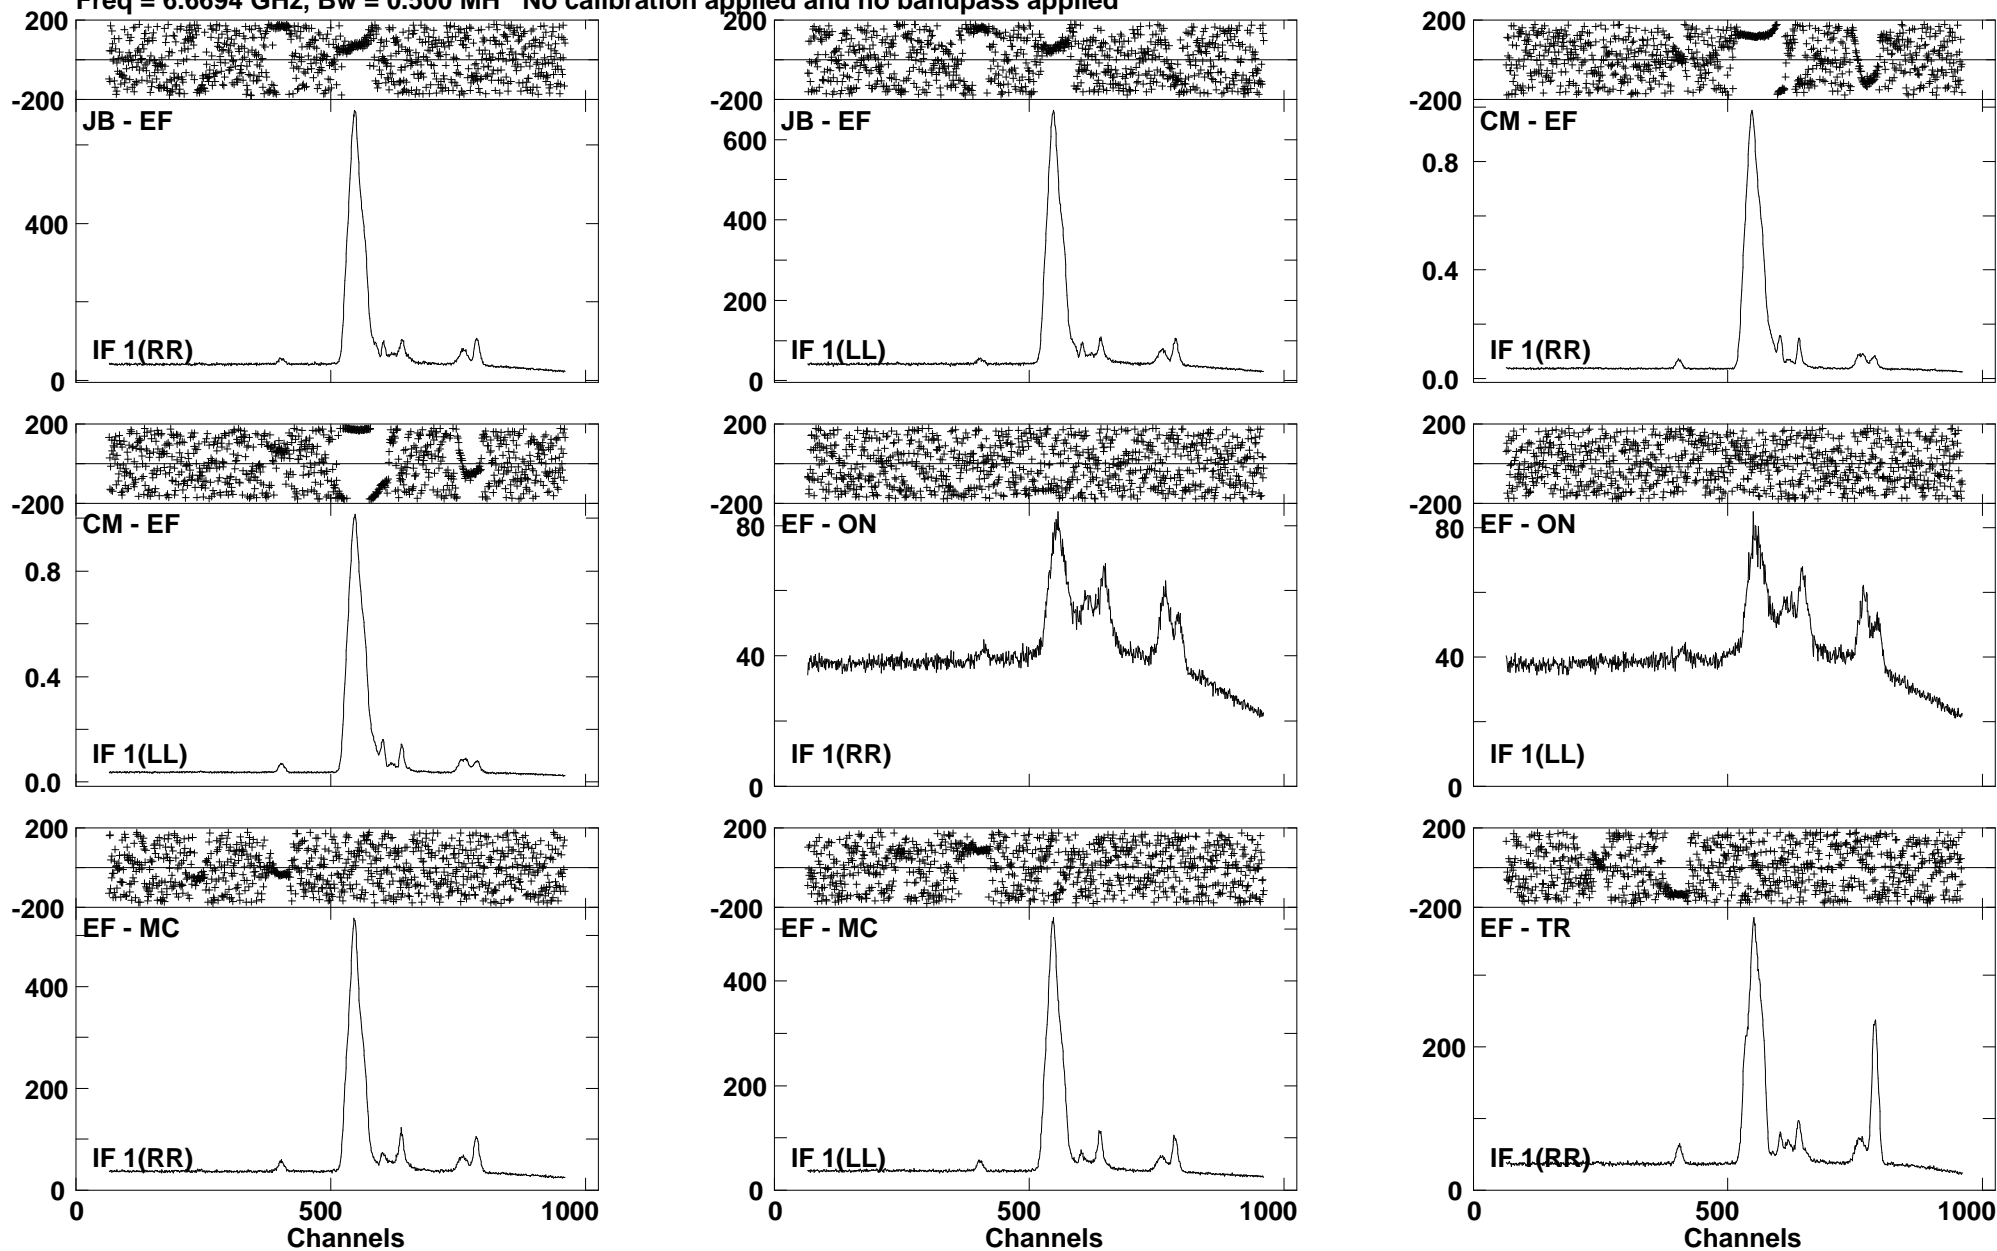 Freq = 6.6694 GHz, Bw = 0.500 MH No calibration applied and no bandpass applied
200
-200
JB - EF
400
0
IF 1(RR)
-200
JB - EF
600
400
200
0
IF 1(LL)
200
-200
CM - EF
0.8
0.4
0.0
IF 1(RR)
200
-200
CM - EF
0.8
0.4
0.0
IF 1(LL)
200
-200
EF - ON
80
40
0
IF 1(RR)
200
-200
EF - ON
80
40
0
IF 1(LL)
200
-200
EF - MC
400
200
0
IF 1(RR)
0 500 1000
Channels
200
-200
EF - MC
400
200
0
IF 1(LL)
0 500 1000
Channels
200
-200
EF - TR
200
0
IF 1(RR)
0 500 1000
Channels